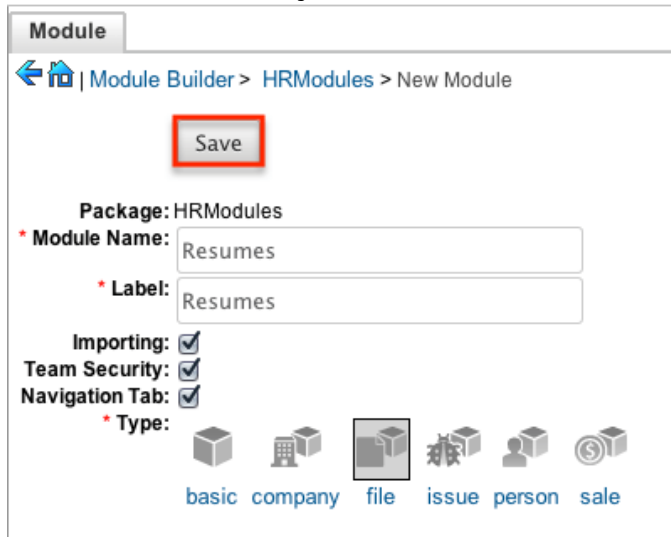 Module
| Module Builder > HRModules > New Module
Save
Package: HRModules
* Module Name: Resumes
* Label: Resumes
Importing:
Team Security:
Navigation Tab:
* Type:
basic company file issue person sale